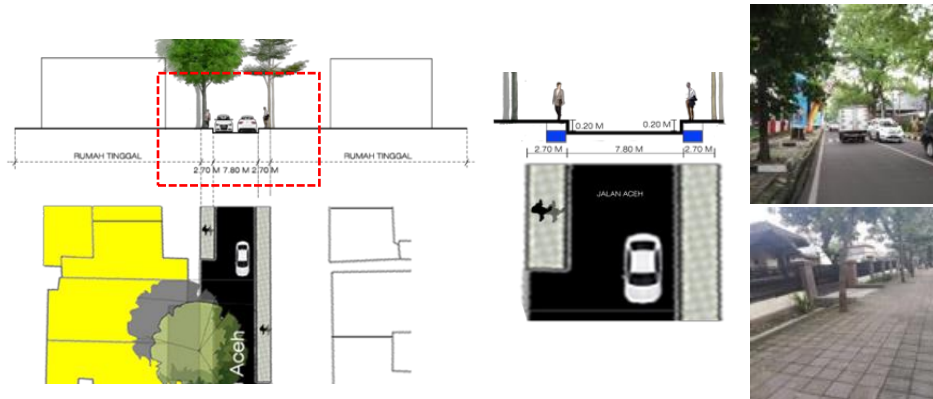 RUMAH TINGGAL
RUMAH TINGGAL
2.70 M 7.80 M 2.70 M
Aceh
0.20 M
0.20 M
2.70 M
7.80 M
2.70 M
JALAN ACEH